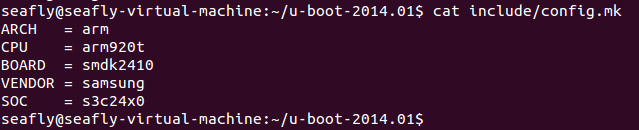 seafly@seafly-virtual-machine:~/u-boot-2014.01$ cat include/config.mk
ARCH   = arm
CPU    = arm920t
BOARD  = smdk2410
VENDOR = samsung
SOC    = s3c24x0
seafly@seafly-virtual-machine:~/u-boot-2014.01$